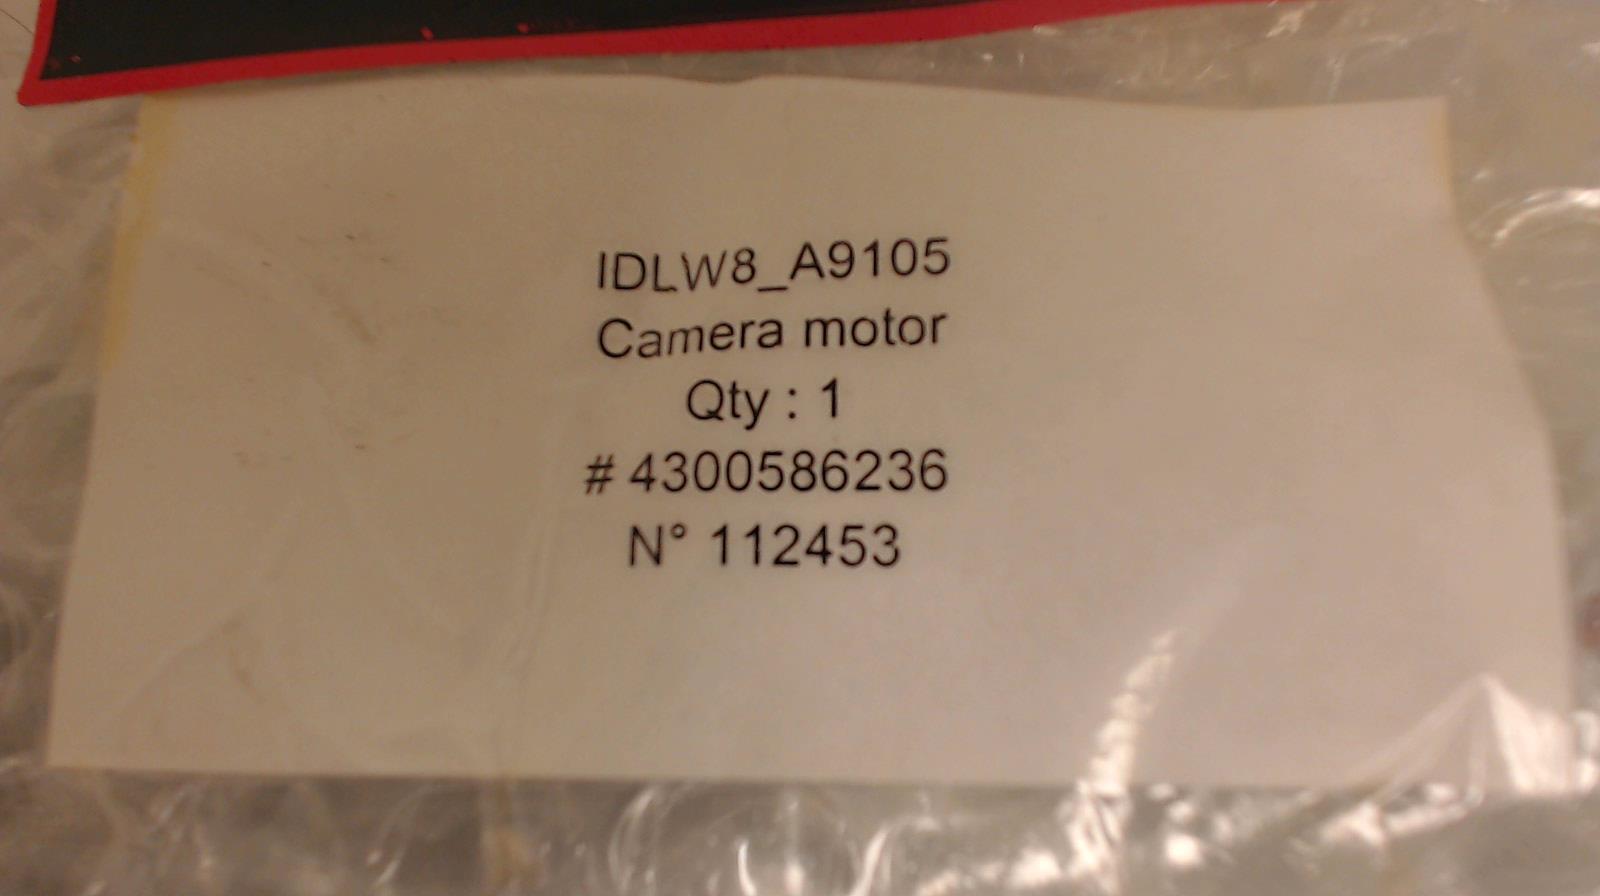 IDLW8_A9105
Camera motor
Qty : 1
# 4300586236
N° 112453